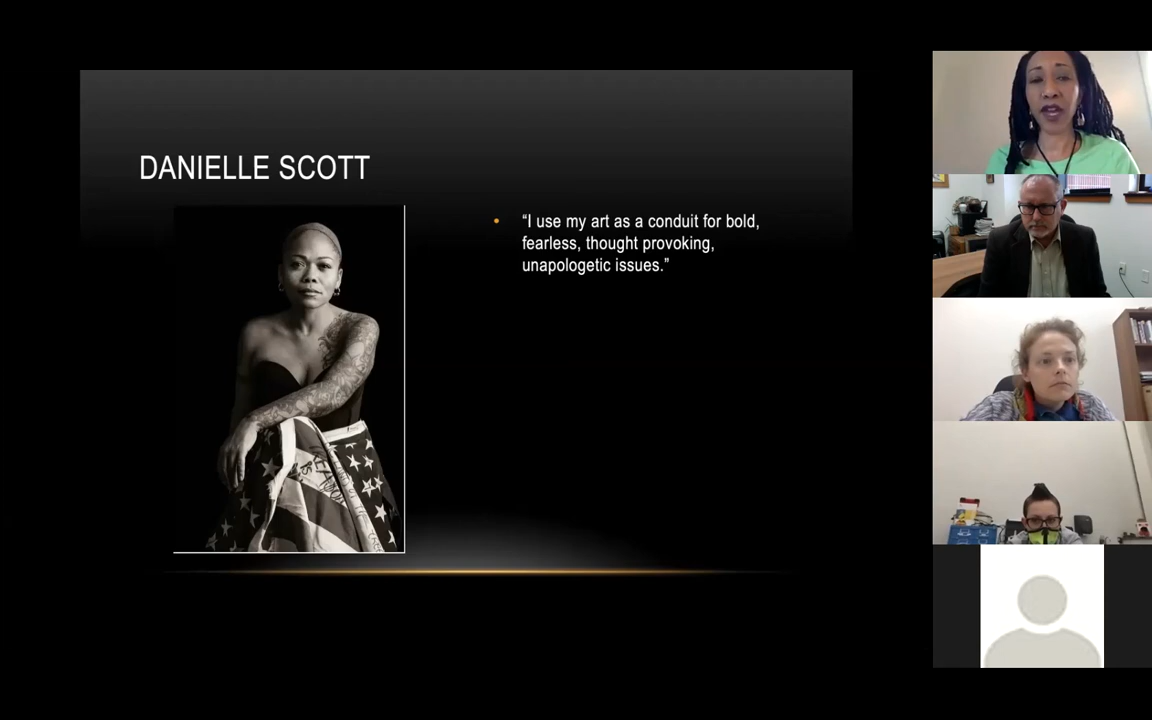 DANIELLE SCOTT
• “I use my art as a conduit for bold,
fearless, thought provoking,
unapologetic issues.”